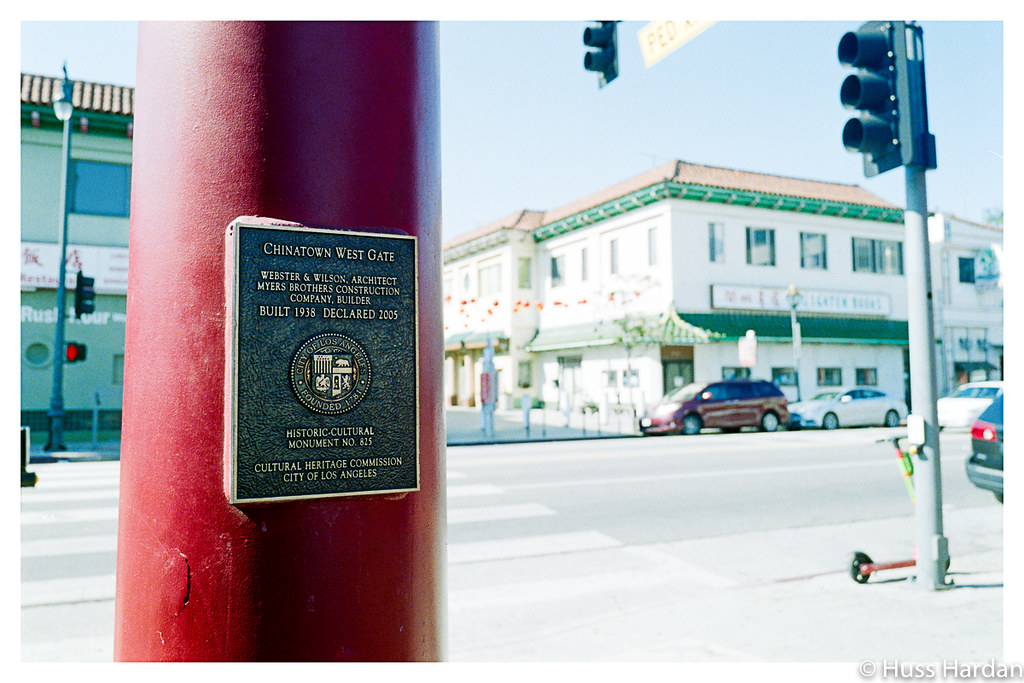 PED X
CHINATOWN WEST GATE
WEBSTER & WILSON, ARCHITECT
MYERS BROTHERS CONSTRUCTION
COMPANY, BUILDER
BUILT 1938 DECLARED 2005
CITY OF LOS ANGELES
FOUNDED 1781
HISTORIC-CULTURAL
MONUMENT NO. 825
CULTURAL HERITAGE COMMISSION
CITY OF LOS ANGELES
© Huss Hardan